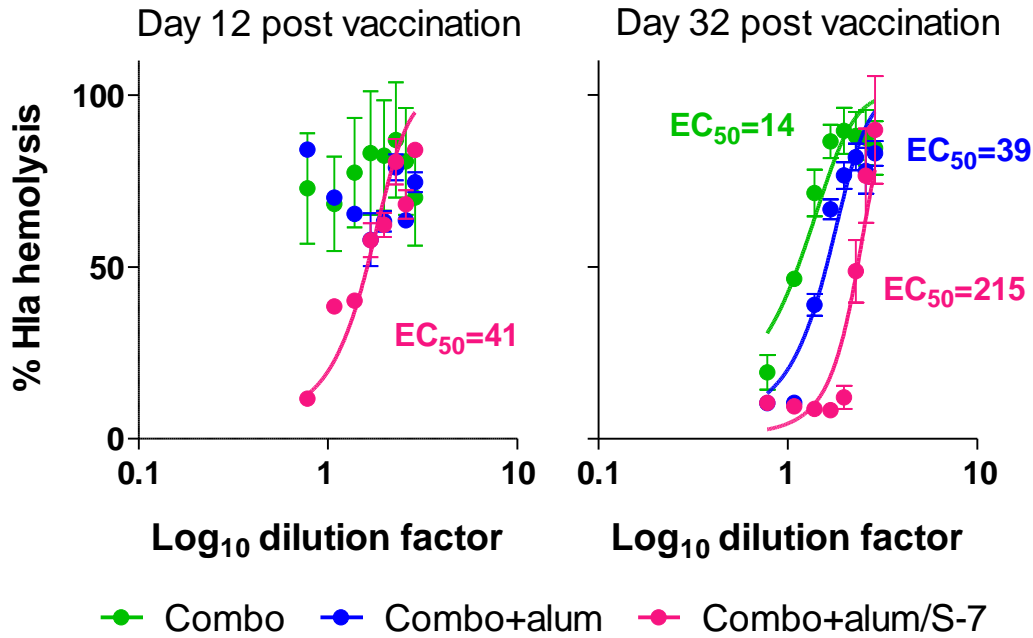 Day 12 post vaccination
Day 32 post vaccination
% Hla hemolysis
100
50
0
EC50=41
EC50=14
EC50=39
EC50=215
0.1 1 10
0.1 1 10
Log10 dilution factor
Log10 dilution factor
Combo Combo+alum Combo+alum/S-7